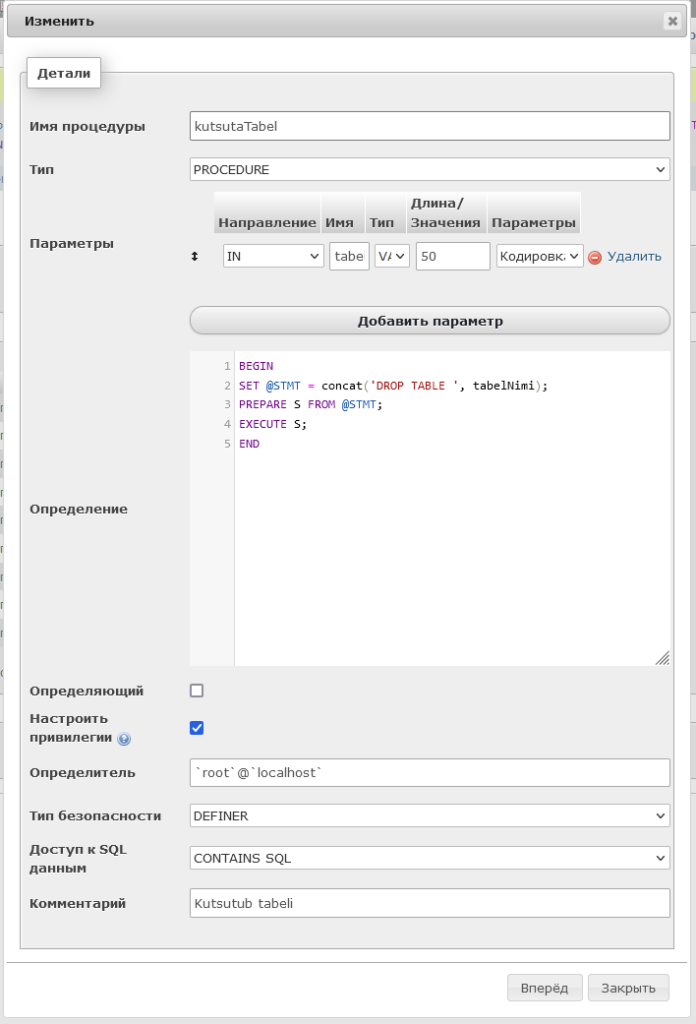 Изменить
Детали
Имя процедуры kutsutaTabel
Тип PROCEDURE
Направление Имя Тип Длина/Значения Параметры
Параметры IN tabe 50 Кодировка Удалить
Добавить параметр
Определение
1 BEGIN
2 SET @STMT = concat('DROP TABLE ', tabelNimi);
3 PREPARE S FROM @STMT;
4 EXECUTE S;
5 END
Определяющий
Настроить
привилегии
Определитель `root`@`localhost`
Тип безопасности DEFINER
Доступ к SQL
данным CONTAINS SQL
Комментарий Kutsutub tabeli
Вперёд Закрыть